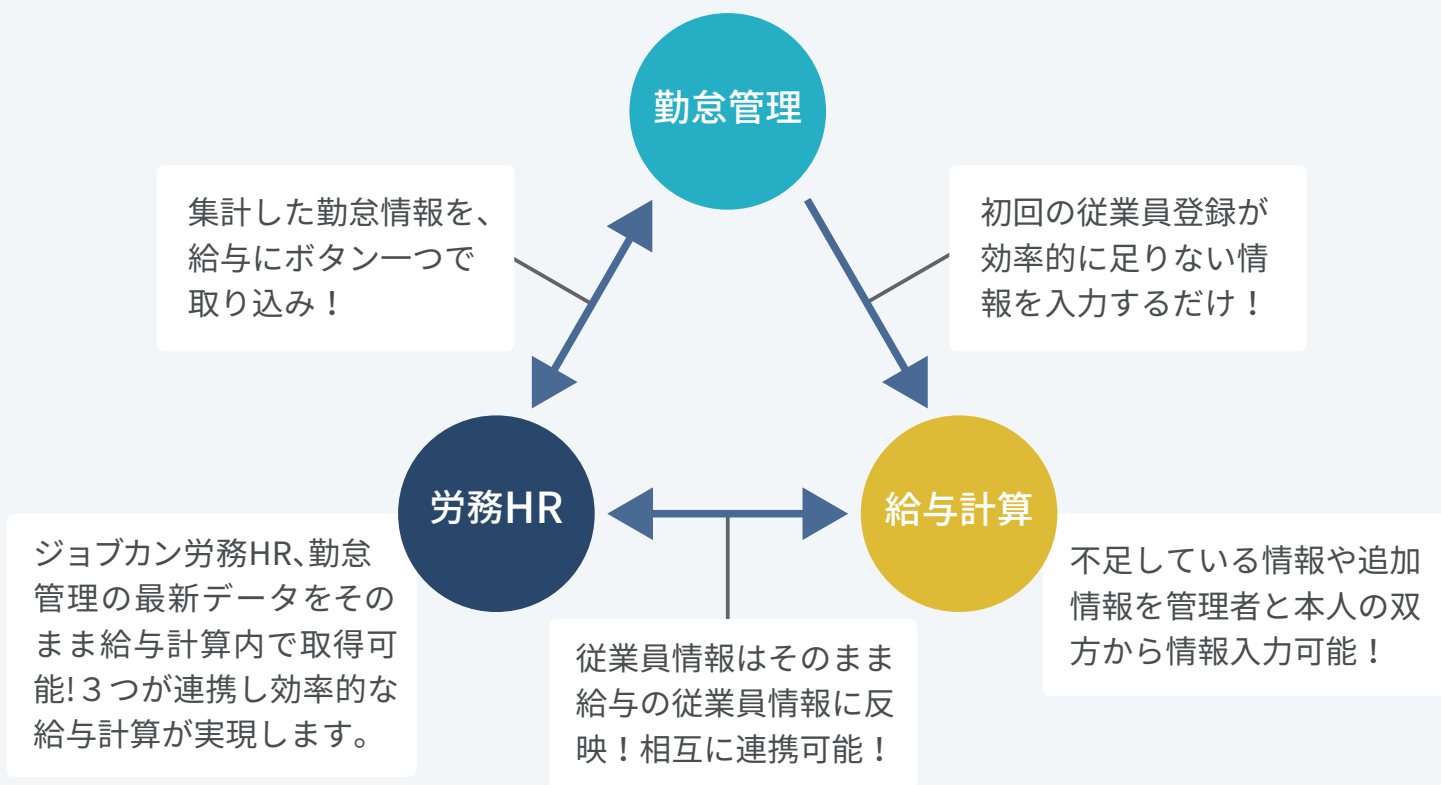 勤怠管理
集計した勤怠情報を、
給与にボタン一つで
取り込み！
初回の従業員登録が
効率的に足りない情
報を入力するだけ！
労務HR
給与計算
ジョブカン労務HR、勤怠
管理の最新データをその
まま給与計算内で取得可
能!３つが連携し効率的な
給与計算が実現します。
従業員情報はそのまま
給与の従業員情報に反
映！相互に連携可能！
不足している情報や追加
情報を管理者と本人の双
方から情報入力可能！